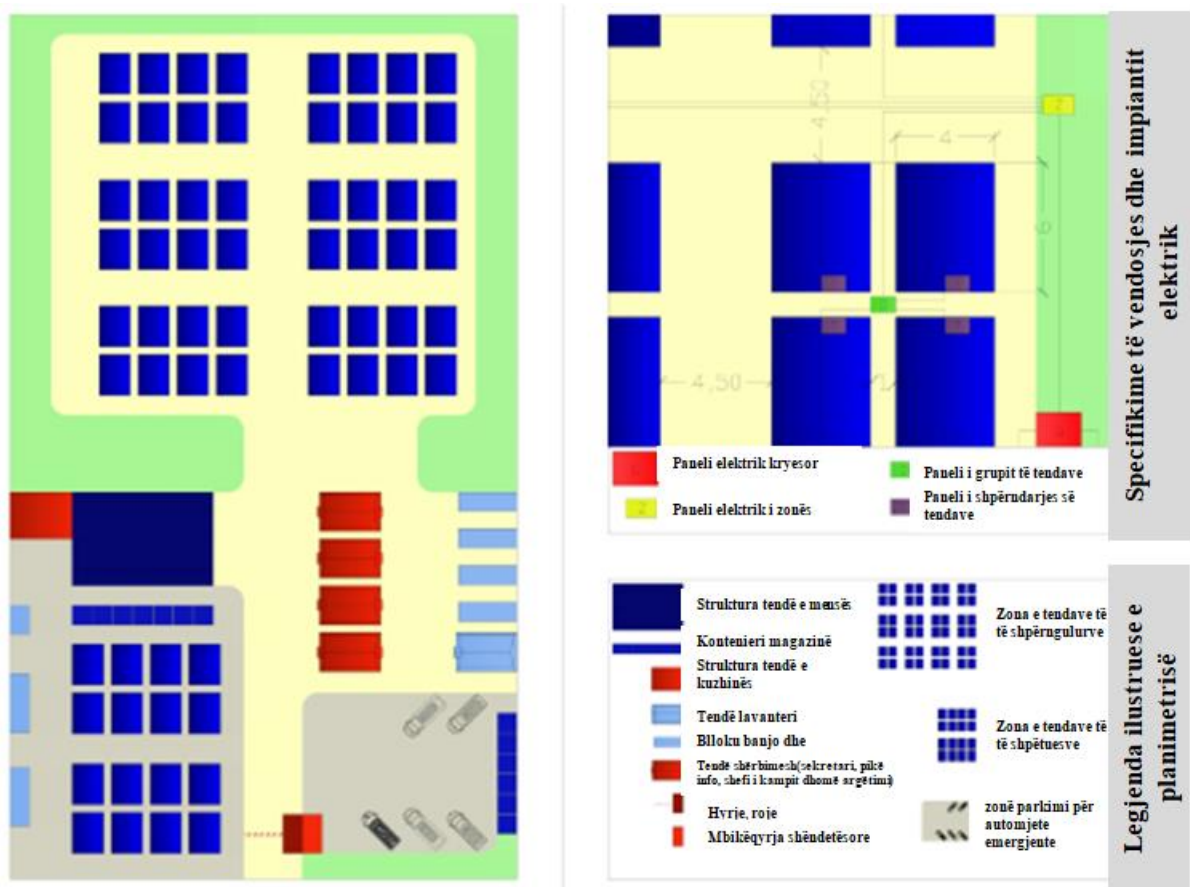 4,50
4
6
4,50
1
Z
Paneli elektrik kryesor
Paneli elektrik i zonës
Paneli i grupit të tendave
Paneli i shpërndarjes së
tendave
Specifikime të vendosjes dhe impiantit
elektrik
Struktura tendë e mensës
Kontenieri magazinë
Struktura tendë e
kuzhinës
Tendë lavanteri
Blloku banjo dhe
Tendë shërbimesh(sekretari, pikë
info, shefi i kampit dhomë argëtimi)
Hyrje, roje
Mbikëqyrja shëndetësore
Zona e tendave të
të shpërngulurve
Zona e tendave të
të shpëtuesve
zonë parkimi për
automjete
emergjente
Legjenda ilustruese e
planimetrisë